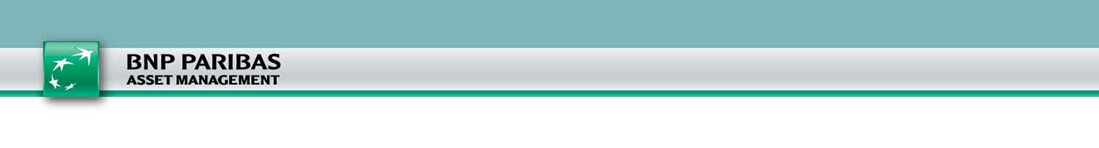 BNP PARIBAS
ASSET MANAGEMENT